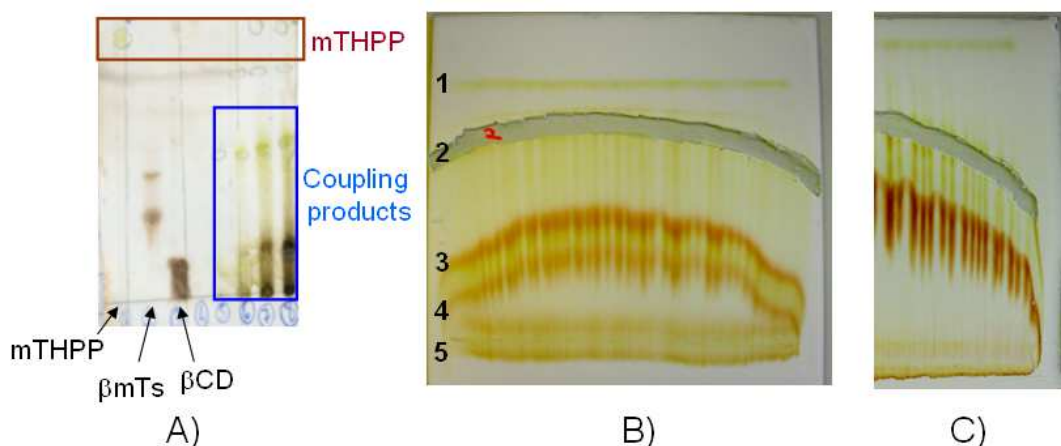 mTHPP
Coupling
products
mTHPP
βmTs
βCD
A)
1
2
3
4
5
B)
C)